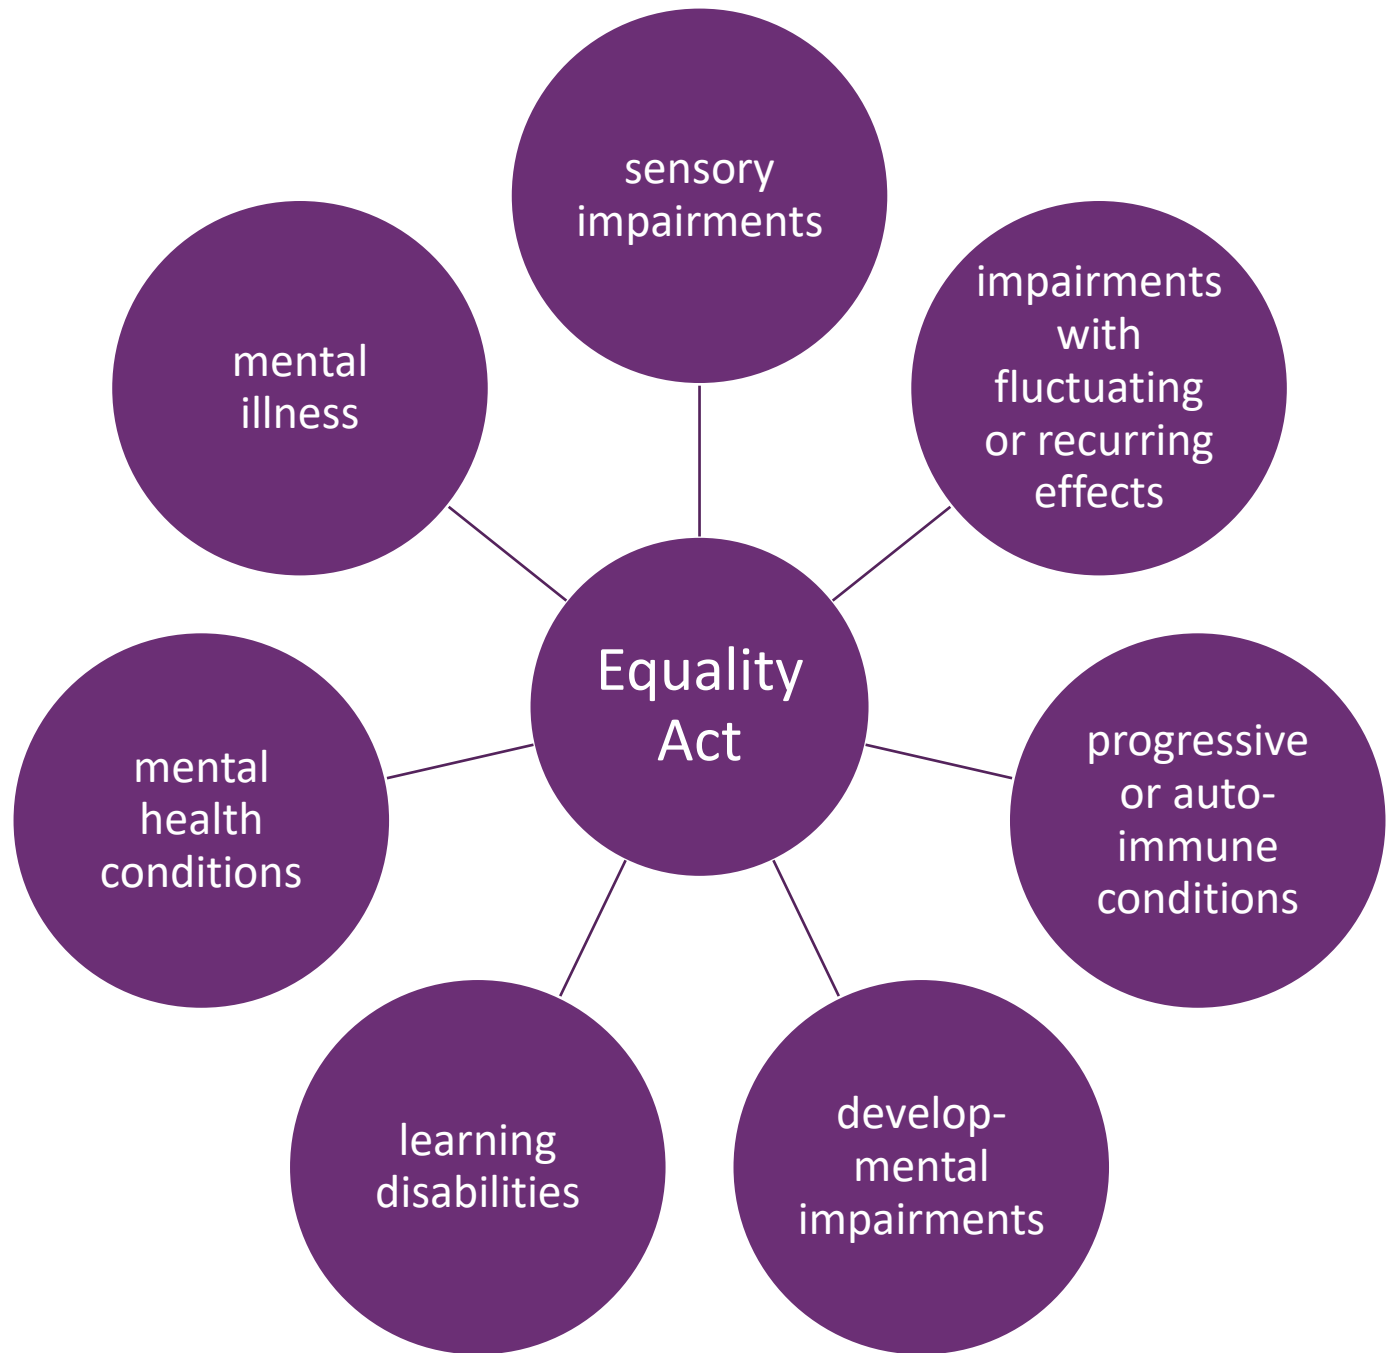 sensory
impairments
impairments
with
fluctuating
or recurring
effects
progressive
or auto-
immune
conditions
develop-
mental
impairments
learning
disabilities
mental
health
conditions
mental
illness
Equality
Act